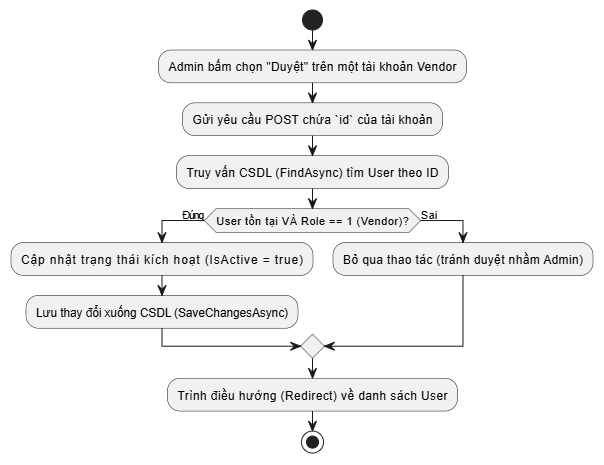 Admin bấm chọn "Duyệt" trên một tài khoản Vendor
Gửi yêu cầu POST chứa `id` của tài khoản
Truy vấn CSDL (FindAsync) tìm User theo ID
Đúng
User tồn tại VÀ Role == 1 (Vendor)?
Sai
Cập nhật trạng thái kích hoạt (IsActive = true)
Bỏ qua thao tác (tránh duyệt nhầm Admin)
Lưu thay đổi xuống CSDL (SaveChangesAsync)
Trình điều hướng (Redirect) về danh sách User